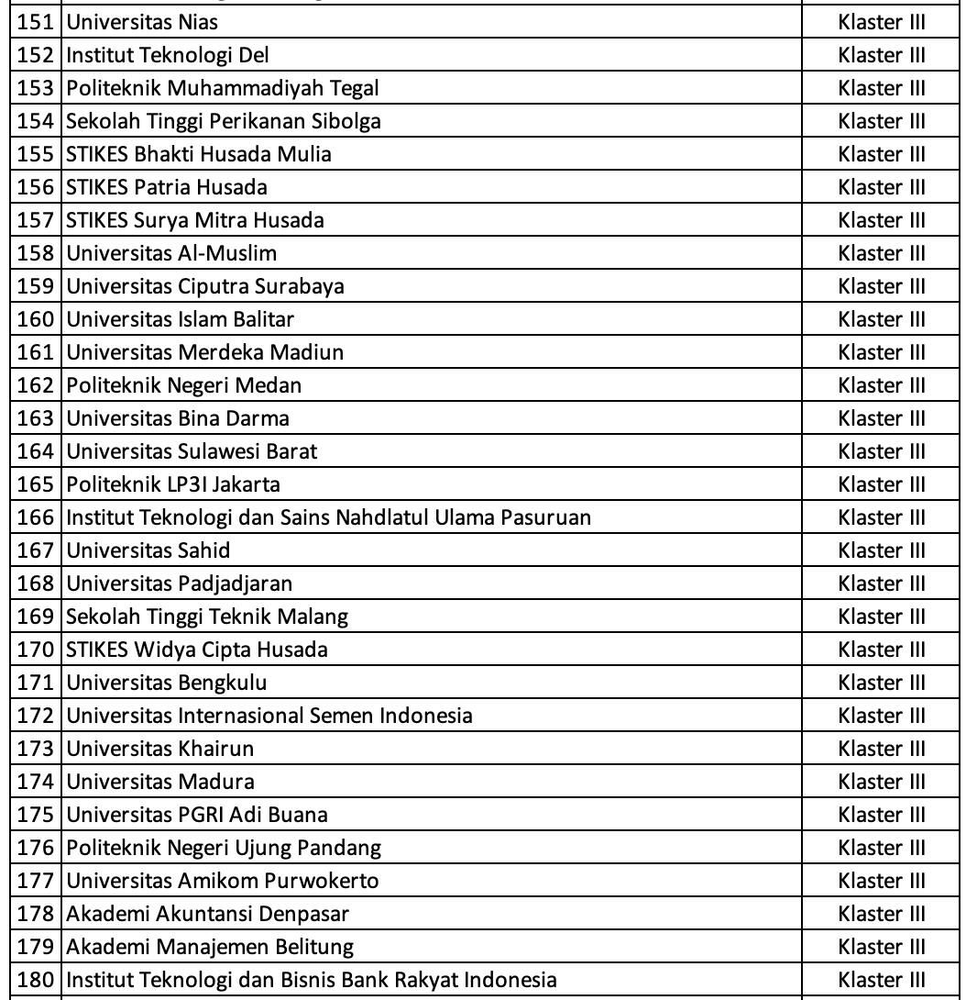 151 Universitas Nias Klaster III
152 Institut Teknologi Del Klaster III
153 Politeknik Muhammadiyah Tegal Klaster III
154 Sekolah Tinggi Perikanan Sibolga Klaster III
155 STIKES Bhakti Husada Mulia Klaster III
156 STIKES Patria Husada Klaster III
157 STIKES Surya Mitra Husada Klaster III
158 Universitas Al-Muslim Klaster III
159 Universitas Ciputra Surabaya Klaster III
160 Universitas Islam Balitar Klaster III
161 Universitas Merdeka Madiun Klaster III
162 Politeknik Negeri Medan Klaster III
163 Universitas Bina Darma Klaster III
164 Universitas Sulawesi Barat Klaster III
165 Politeknik LP3I Jakarta Klaster III
166 Institut Teknologi dan Sains Nahdlatul Ulama Pasuruan Klaster III
167 Universitas Sahid Klaster III
168 Universitas Padjadjaran Klaster III
169 Sekolah Tinggi Teknik Malang Klaster III
170 STIKES Widya Cipta Husada Klaster III
171 Universitas Bengkulu Klaster III
172 Universitas Internasional Semen Indonesia Klaster III
173 Universitas Khairun Klaster III
174 Universitas Madura Klaster III
175 Universitas PGRI Adi Buana Klaster III
176 Politeknik Negeri Ujung Pandang Klaster III
177 Universitas Amikom Purwokerto Klaster III
178 Akademi Akuntansi Denpasar Klaster III
179 Akademi Manajemen Belitung Klaster III
180 Institut Teknologi dan Bisnis Bank Rakyat Indonesia Klaster III